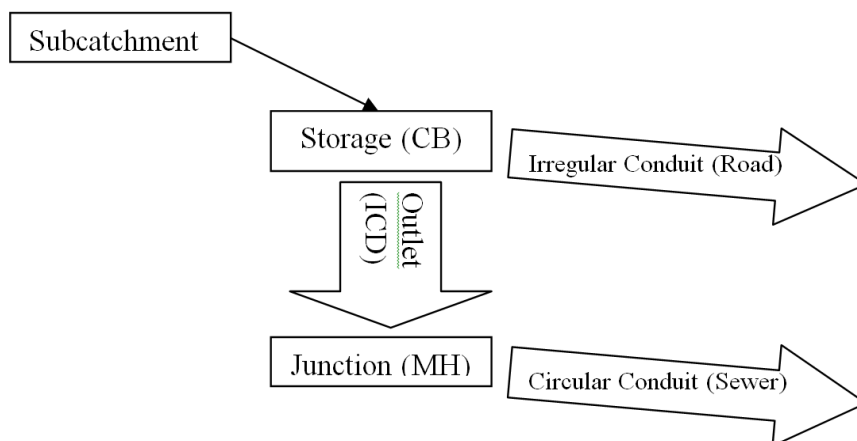 Subcatchment
Storage (CB)
Irregular Conduit (Road)
Outlet
(ICD)
Junction (MH)
Circular Conduit (Sewer)